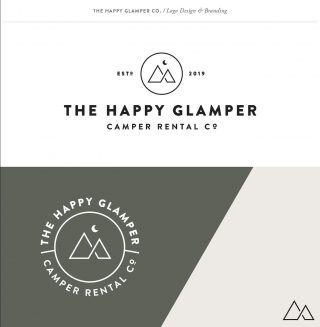 THE HAPPY GLAMPER CO. / Logo Design & Branding
ESTº 2019
THE HAPPY GLAMPER
CAMPER RENTAL Cº
THE HAPPY GLAMPER
CAMPER RENTAL Cº